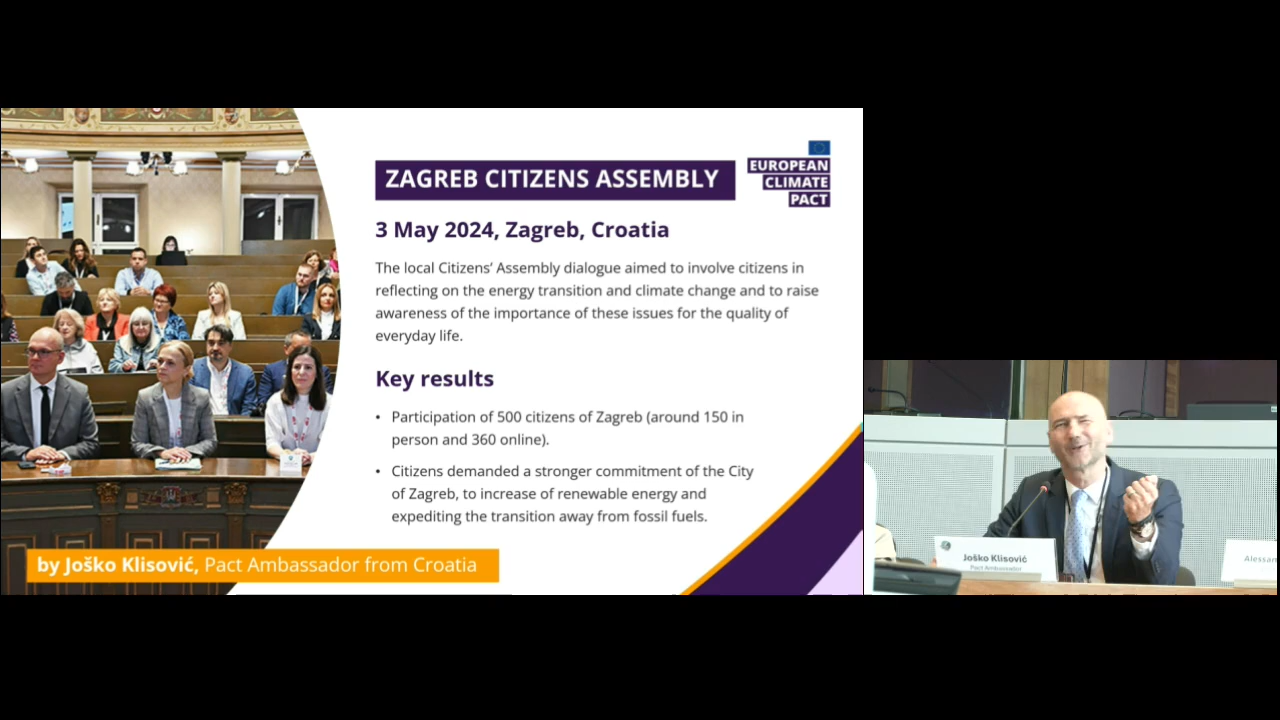 ZAGREB CITIZENS ASSEMBLY
EUROPEAN
CLIMATE
PACT
3 May 2024, Zagreb, Croatia
The local Citizens’ Assembly dialogue aimed to involve citizens in
reflecting on the energy transition and climate change and to raise
awareness of the importance of these issues for the quality of
everyday life.
Key results
• Participation of 500 citizens of Zagreb (around 150 in
person and 360 online).
• Citizens demanded a stronger commitment of the City
of Zagreb, to increase of renewable energy and
expediting the transition away from fossil fuels.
by Joško Klisović, Pact Ambassador from Croatia
Joško Klisović
Pact Ambassador
Alessan